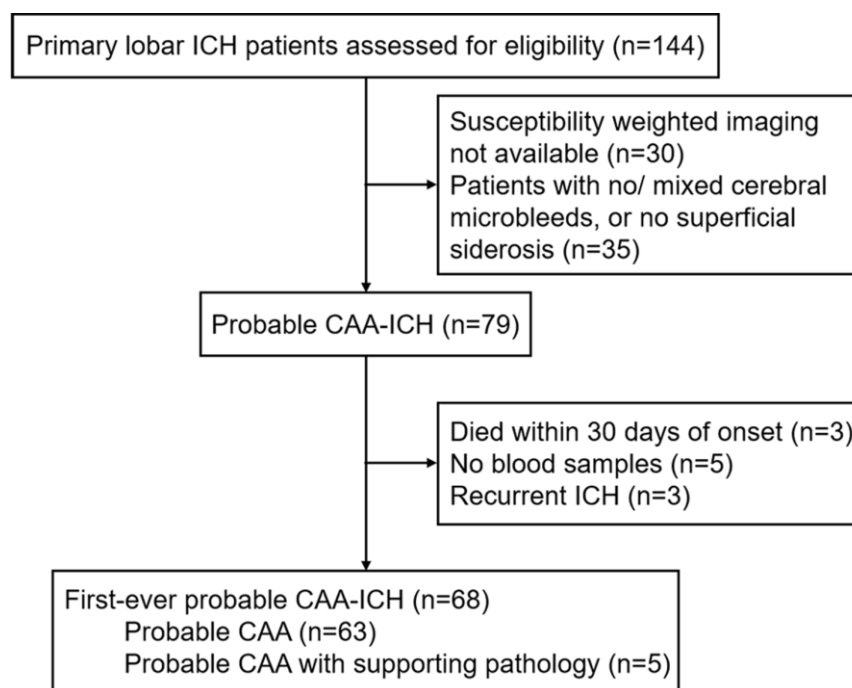 Primary lobar ICH patients assessed for eligibility (n=144)
Susceptibility weighted imaging
not available (n=30)
Patients with no/ mixed cerebral
microbleeds, or no superficial
siderosis (n=35)
Probable CAA-ICH (n=79)
Died within 30 days of onset (n=3)
No blood samples (n=5)
Recurrent ICH (n=3)
First-ever probable CAA-ICH (n=68)
Probable CAA (n=63)
Probable CAA with supporting pathology (n=5)